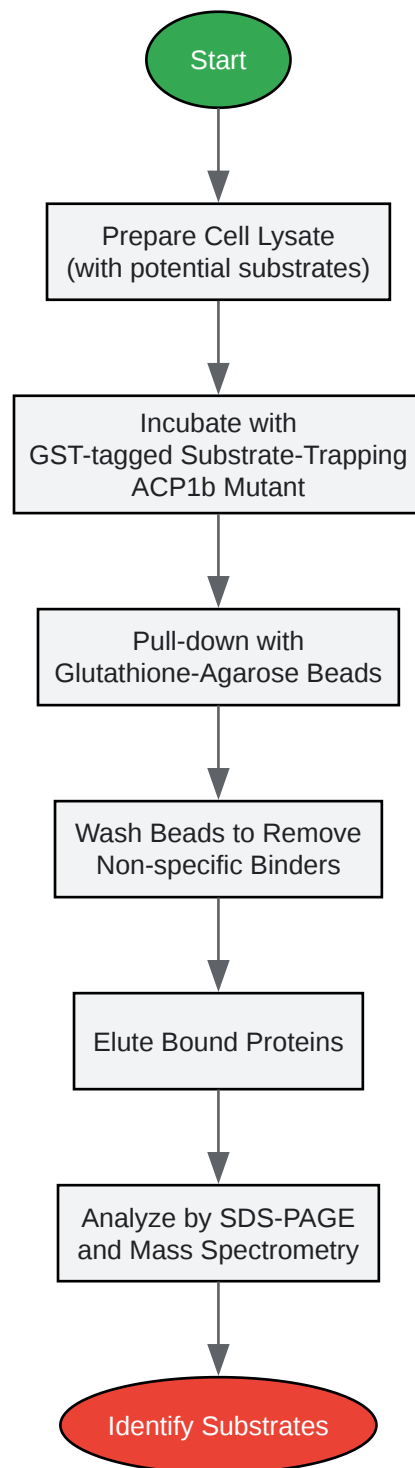 Start
Prepare Cell Lysate
(with potential substrates)
Incubate with
GST-tagged Substrate-Trapping
ACP1b Mutant
Pull-down with
Glutathione-Agarose Beads
Wash Beads to Remove
Non-specific Binders
Elute Bound Proteins
Analyze by SDS-PAGE
and Mass Spectrometry
Identify Substrates